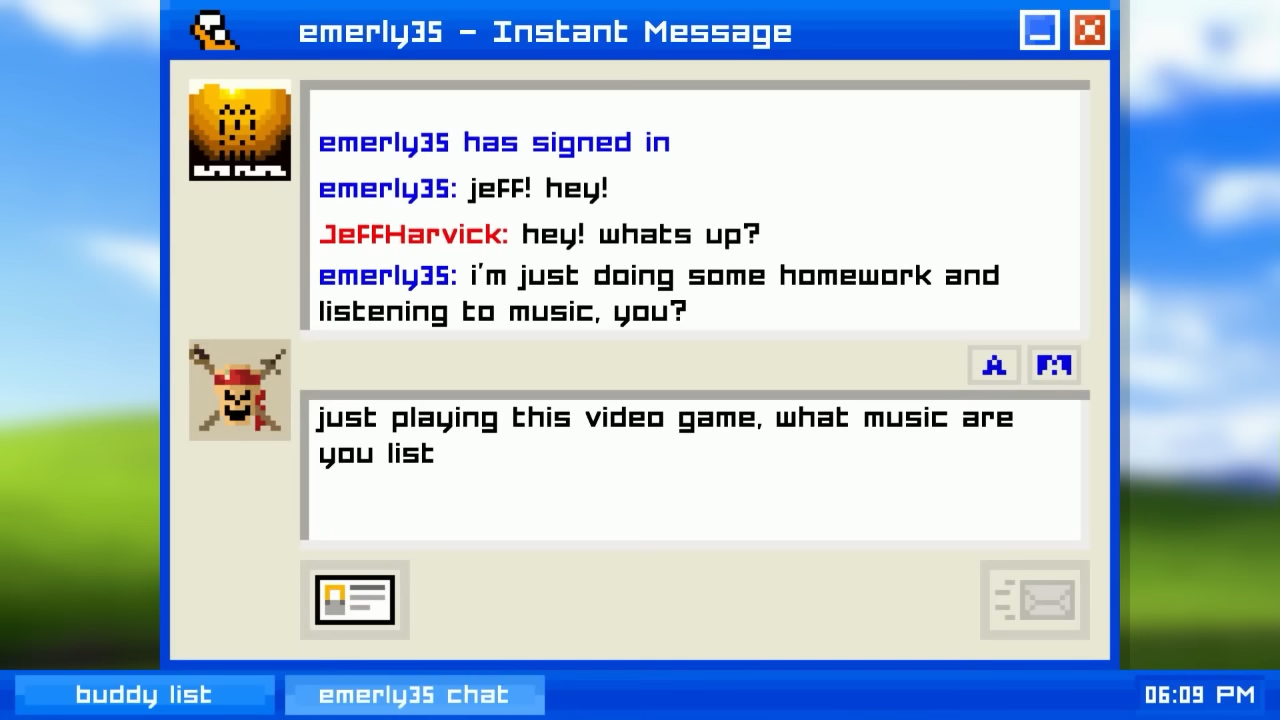 emerly35 - Instant Message
emerly35 has signed in
emerly35: jeff! hey!
JeffHarvick: hey! whats up?
emerly35: i'm just doing some homework and
listening to music, you?
A
just playing this video game, what music are
you list
buddy list
emerly35 chat
06:09 PM